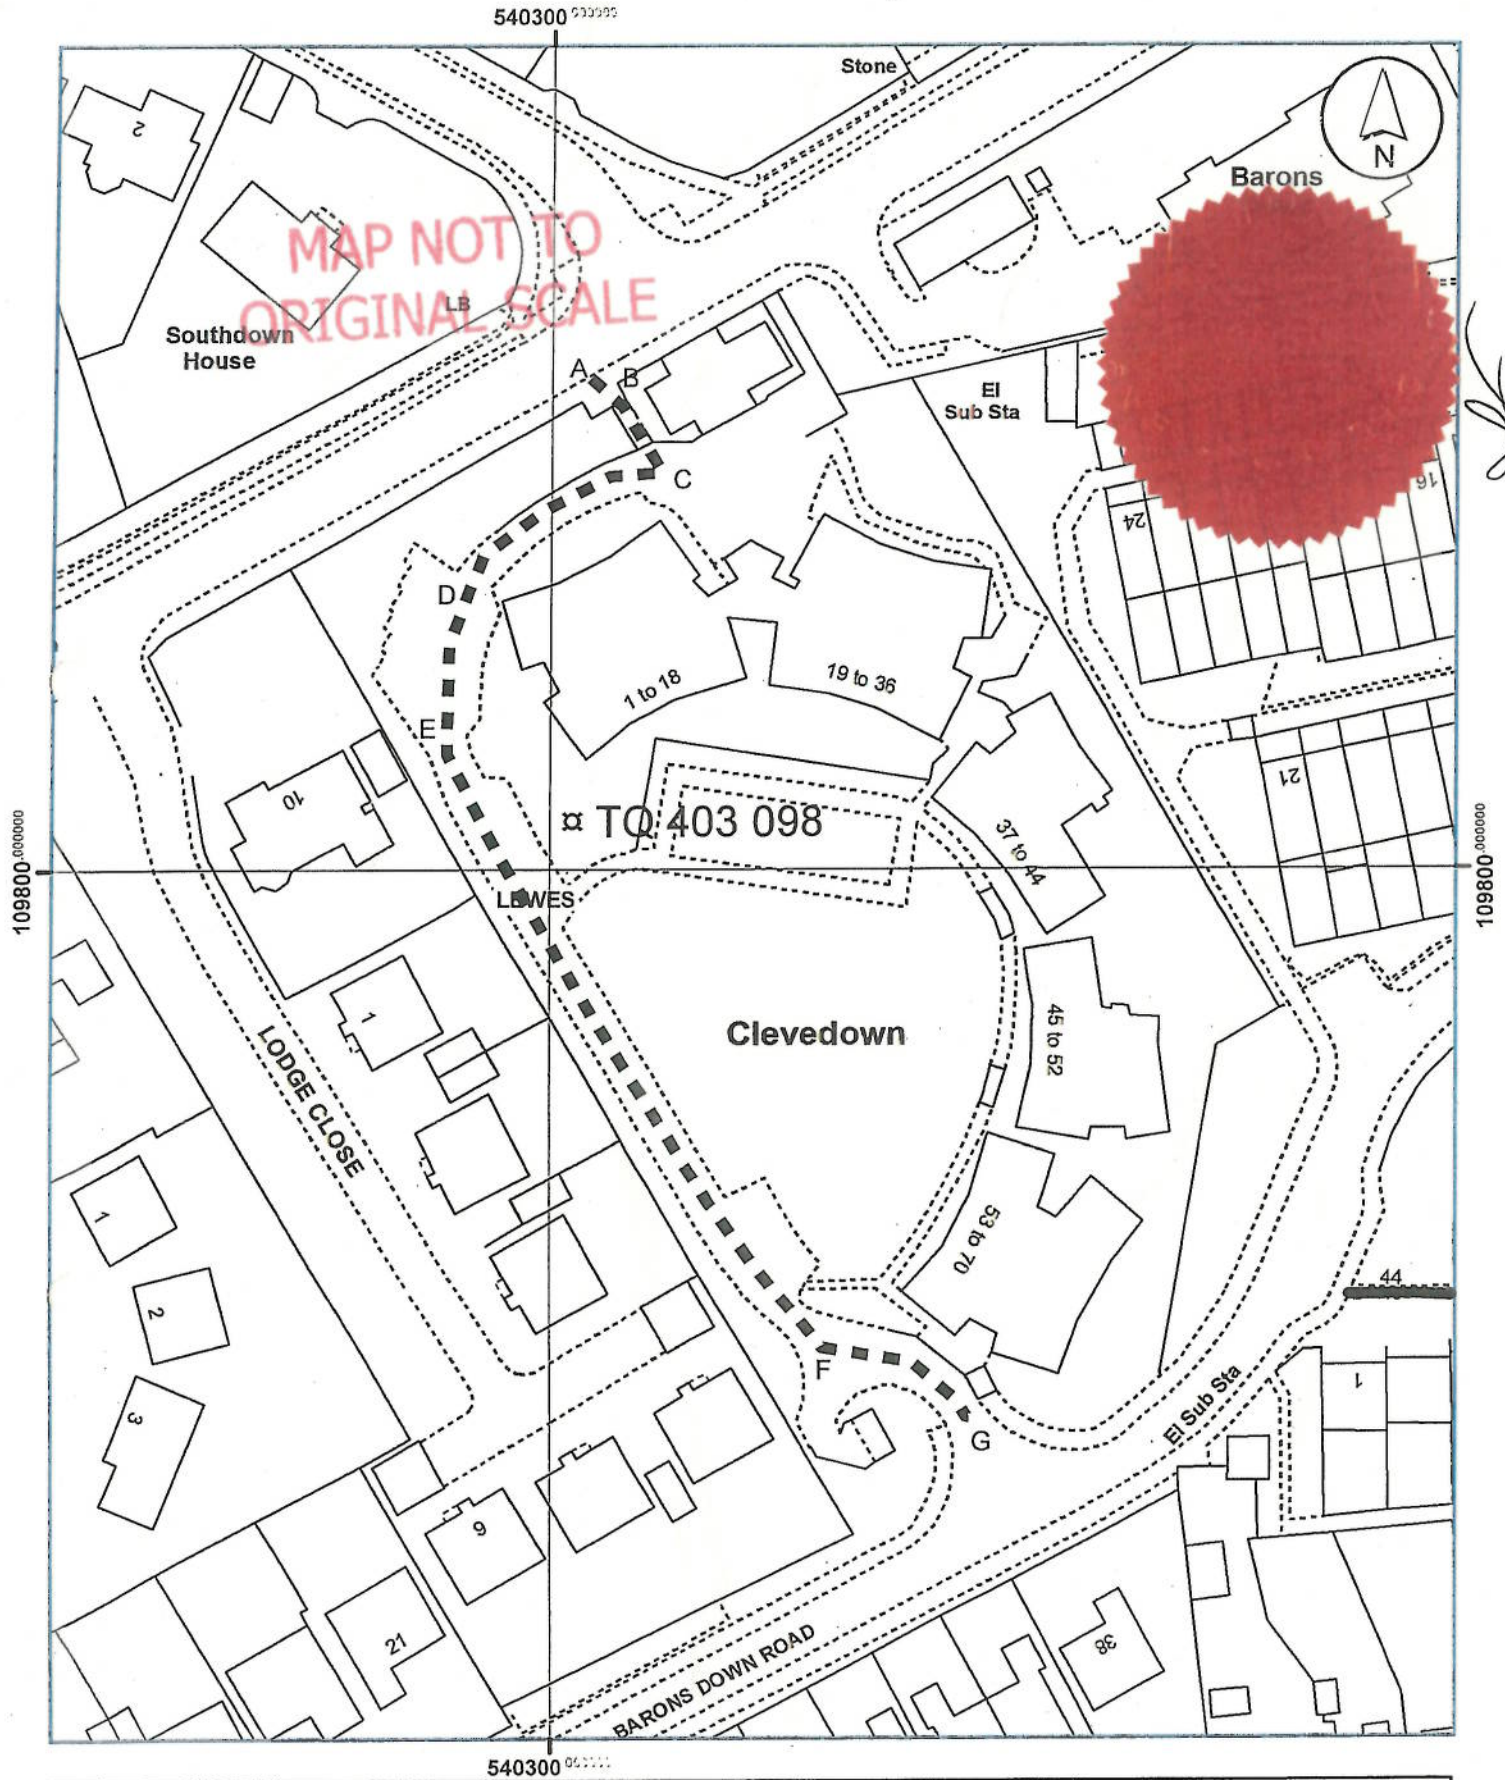 540300
Stone
N
Barons
2
MAP NOT TO
ORIGINAL SCALE
LB
Southdown
House
A
B
El
Sub Sta
C
16
24
D
1 to 18
19 to 36
E
10
21
¤ TQ 403 098
37 to 44
109800.000000
109800.000000
LEWES
1
Clevedown
45 to 52
LODGE CLOSE
1
53 to 70
2
44
F
1
3
El Sub Sta
G
9
21
38
BARONS DOWN ROAD
540300